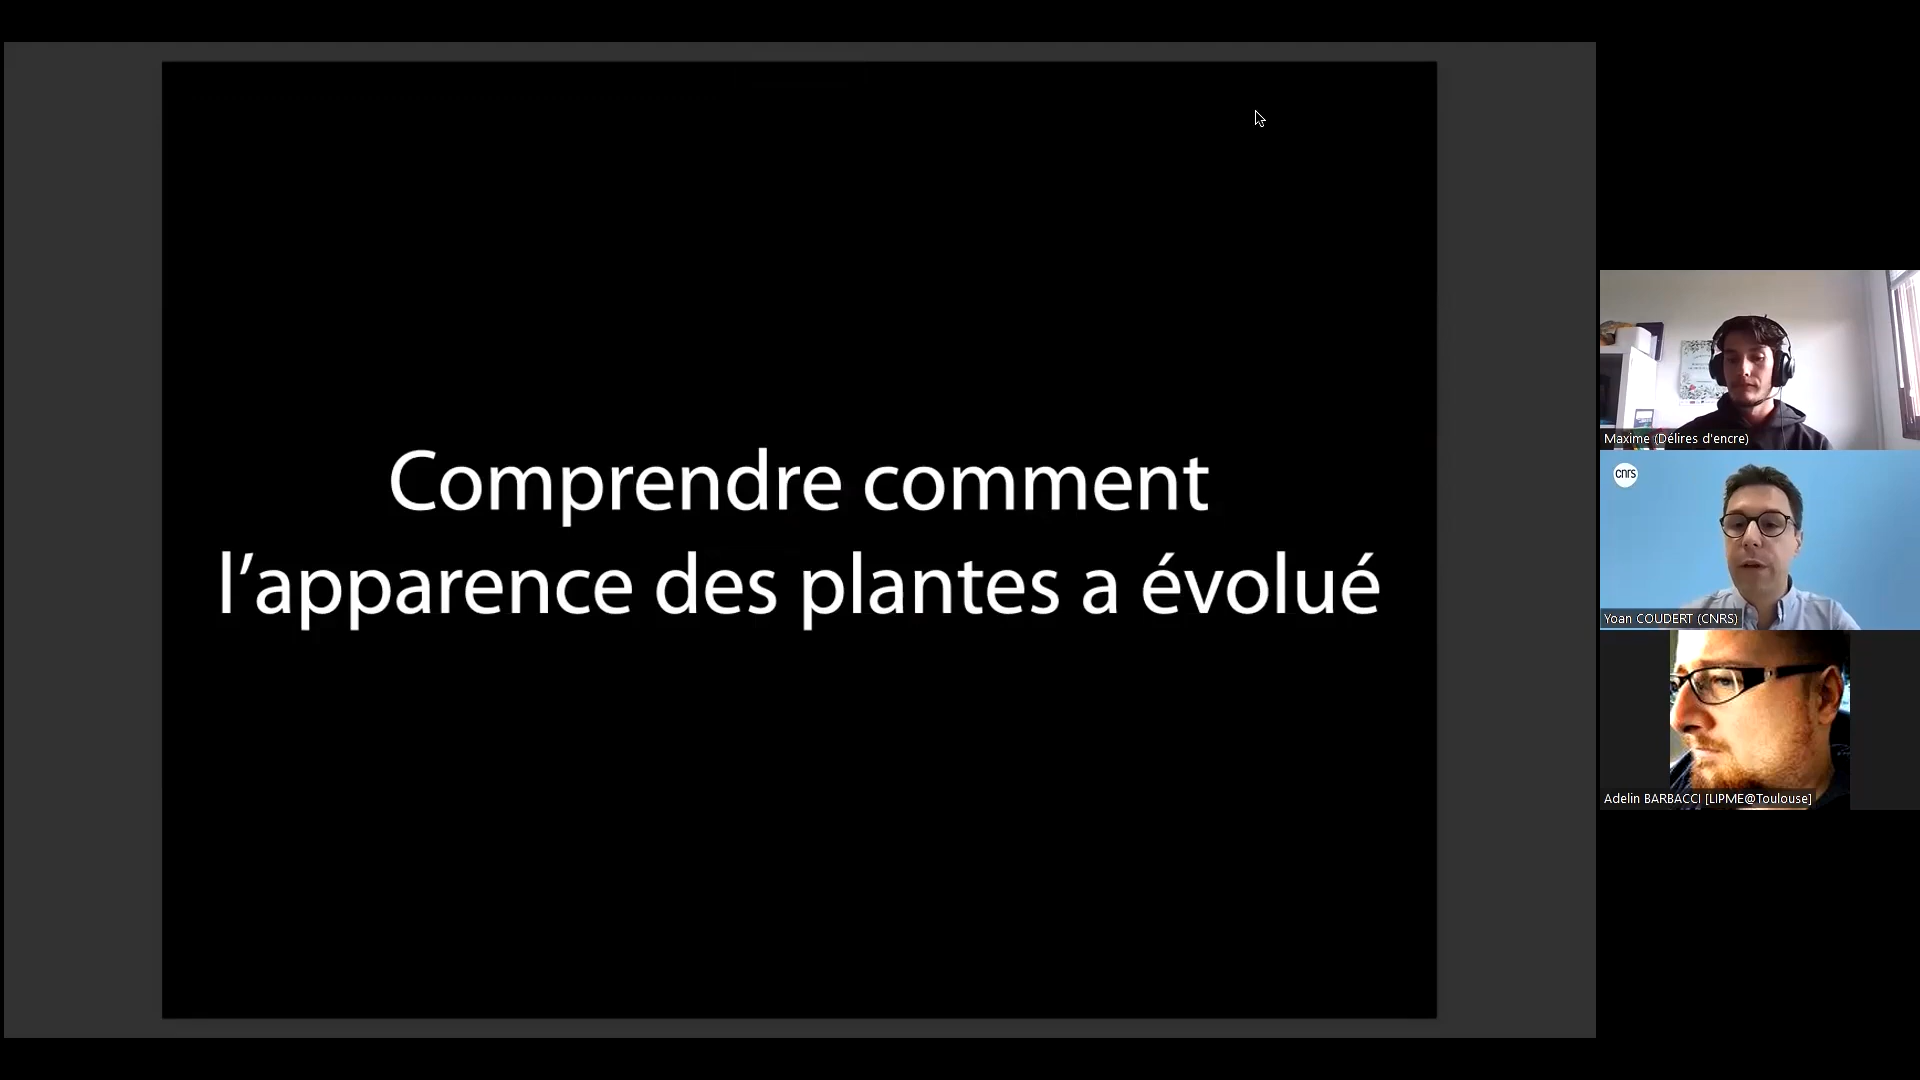 Comprendre comment
l’apparence des plantes a évolué
Maxime (Délires d'encre)
cnrs
Yoan COUDERT (CNRS)
Adelin BARBACCI [LIPME@Toulouse]